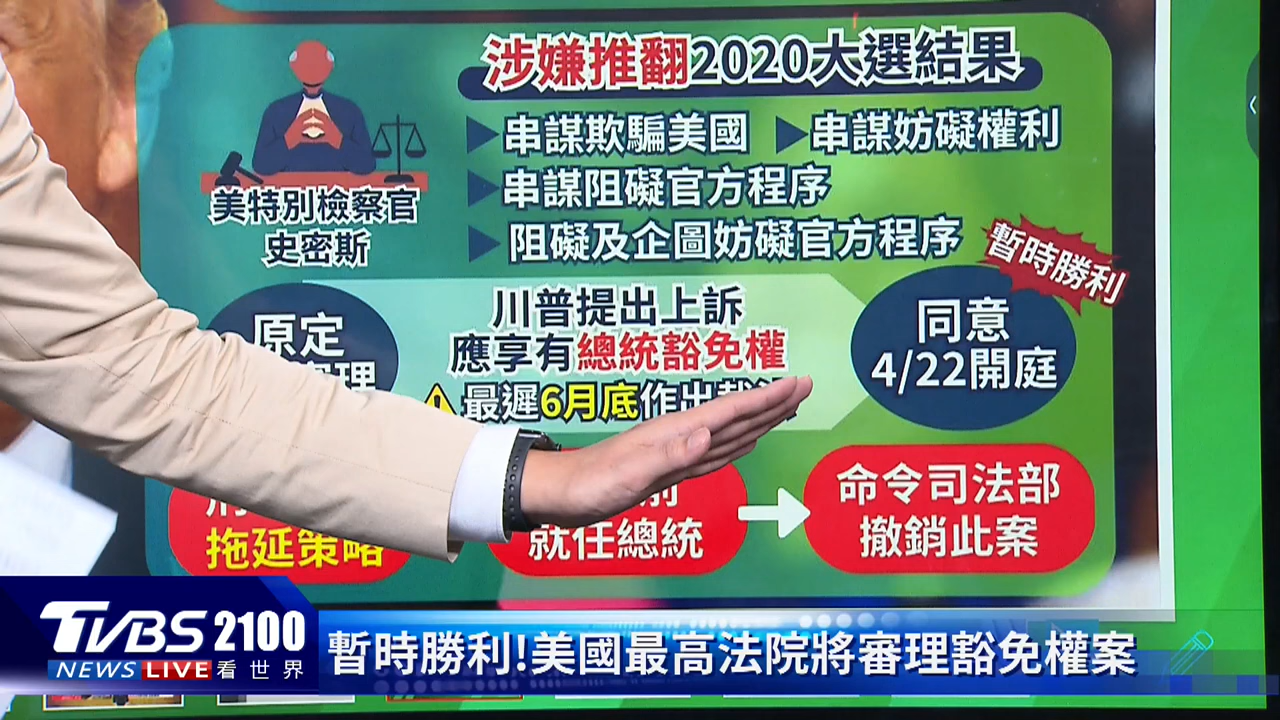 涉嫌推翻2020大選結果
串謀欺騙美國 串謀妨礙權利
串謀阻礙官方程序
阻礙及企圖妨礙官方程序
美特別檢察官
史密斯
暫時勝利
原定
理
川普提出上訴
應享有總統豁免權
最遲6月底作出
同意
4/22開庭
拖延策略
就任總統
命令司法部
撤銷此案
TVBS 2100
NEWS LIVE 看世界
暫時勝利!美國最高法院將審理豁免權案